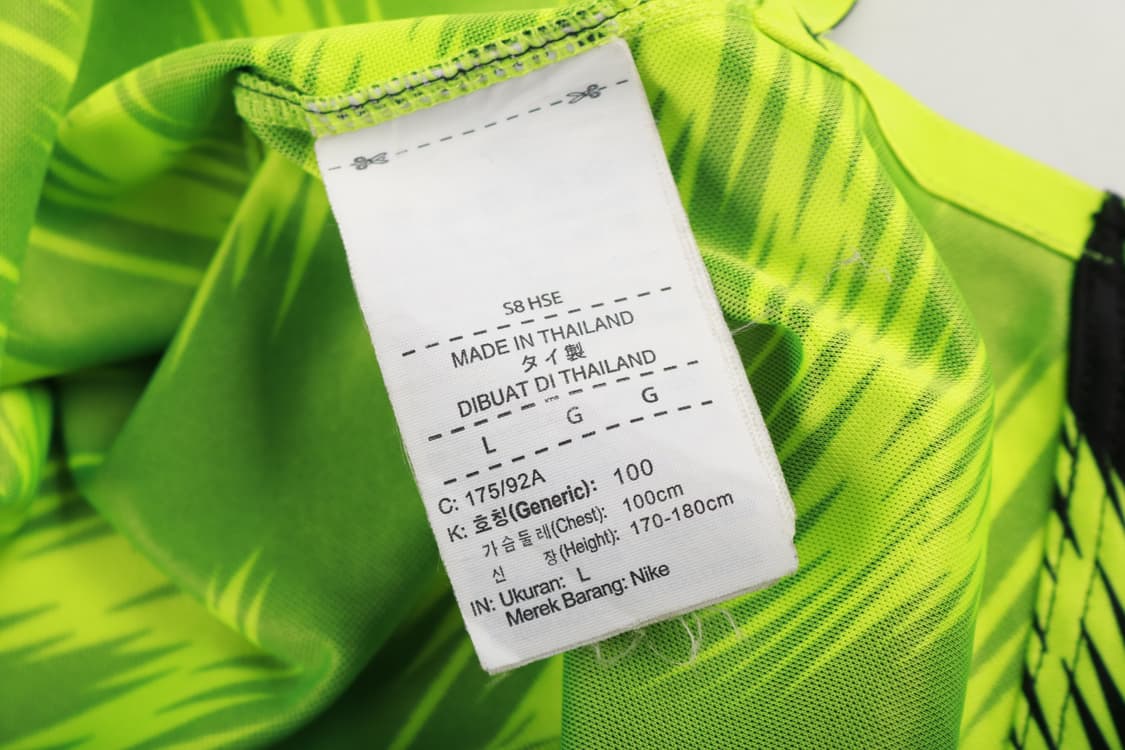 S8 HSE
MADE IN THAILAND
タイ製
DIBUAT DI THAILAND
L G G
C: 175/92A
K: 호칭(Generic): 100
가슴둘레(Chest): 100cm
신 장(Height): 170-180cm
IN: Ukuran: L
Merek Barang: Nike